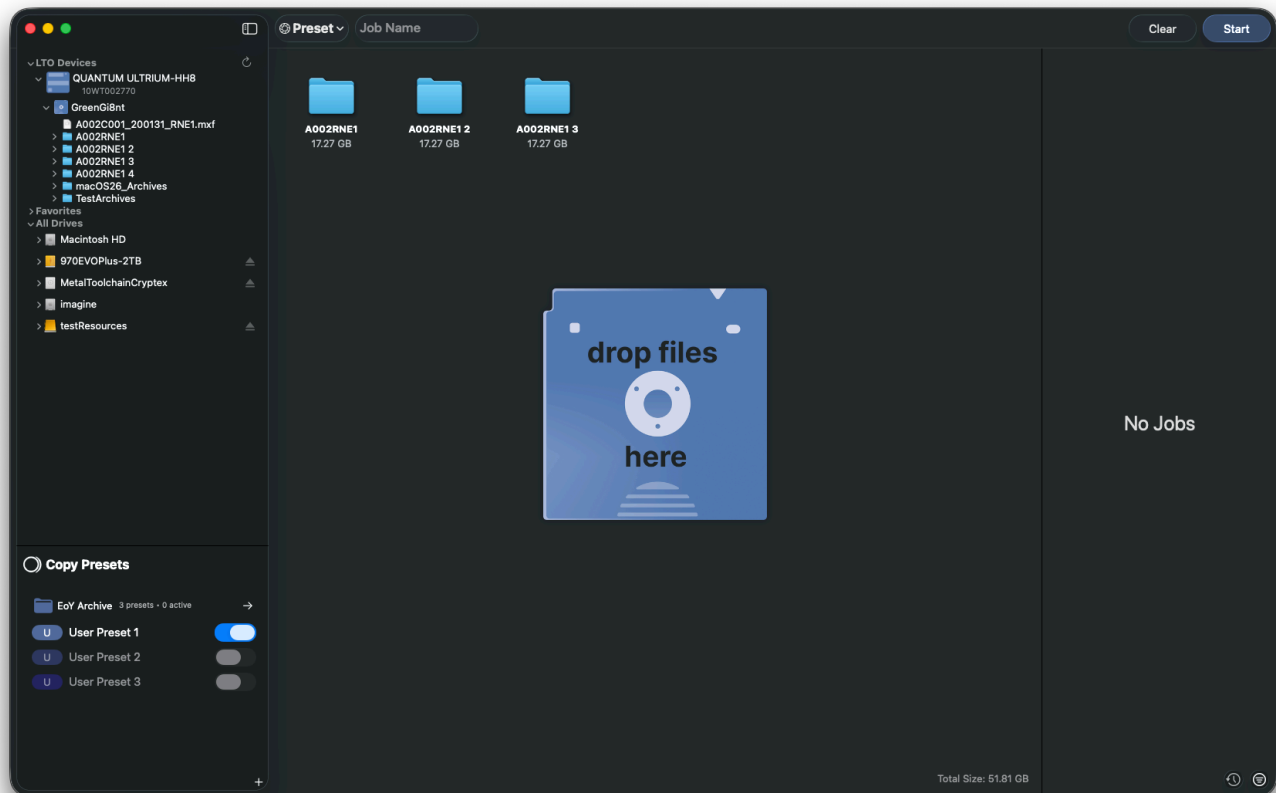 Preset
Job Name
Clear
Start
LTO Devices
QUANTUM ULTRIUM-HH8
10WT002770
GreenGi8nt
A002C001_200131_RNE1.mxf
A002RNE1
A002RNE1 2
A002RNE1 3
A002RNE1 4
macOS26_Archives
TestArchives
Favorites
All Drives
Macintosh HD
970EVOPlus-2TB
MetalToolchainCryptex
imagine
testResources
Copy Presets
EoY Archive 3 presets • 0 active
U User Preset 1
U User Preset 2
U User Preset 3
+
A002RNE1 A002RNE1 2 A002RNE1 3
17.27 GB 17.27 GB 17.27 GB
drop files
here
Total Size: 51.81 GB
No Jobs